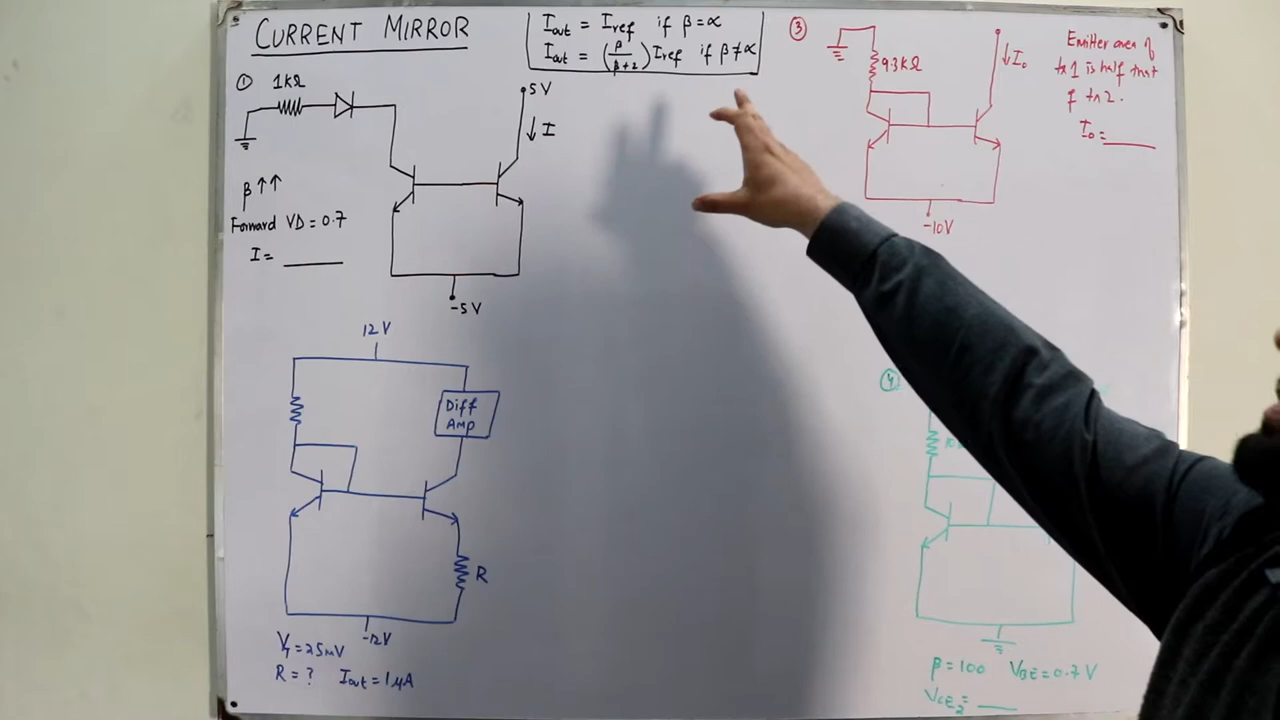 CURRENT MIRROR
Iout = Iref if β=∝
Iout = (β/β+2) Iref if β≠∝
① 1kΩ
5V
↓ I
β↑↑
Forward VD = 0.7
I = ____
-5V
12V
Diff
AMP
R
-12V
VT = 25mV
R = ? Iout = 1μA
③
9.3kΩ
↓ I0
Emitter area of
tx1 is half that
of tx2.
I0 = ____
-10V
④
β = 100 VBE = 0.7V
VCE2 = ____